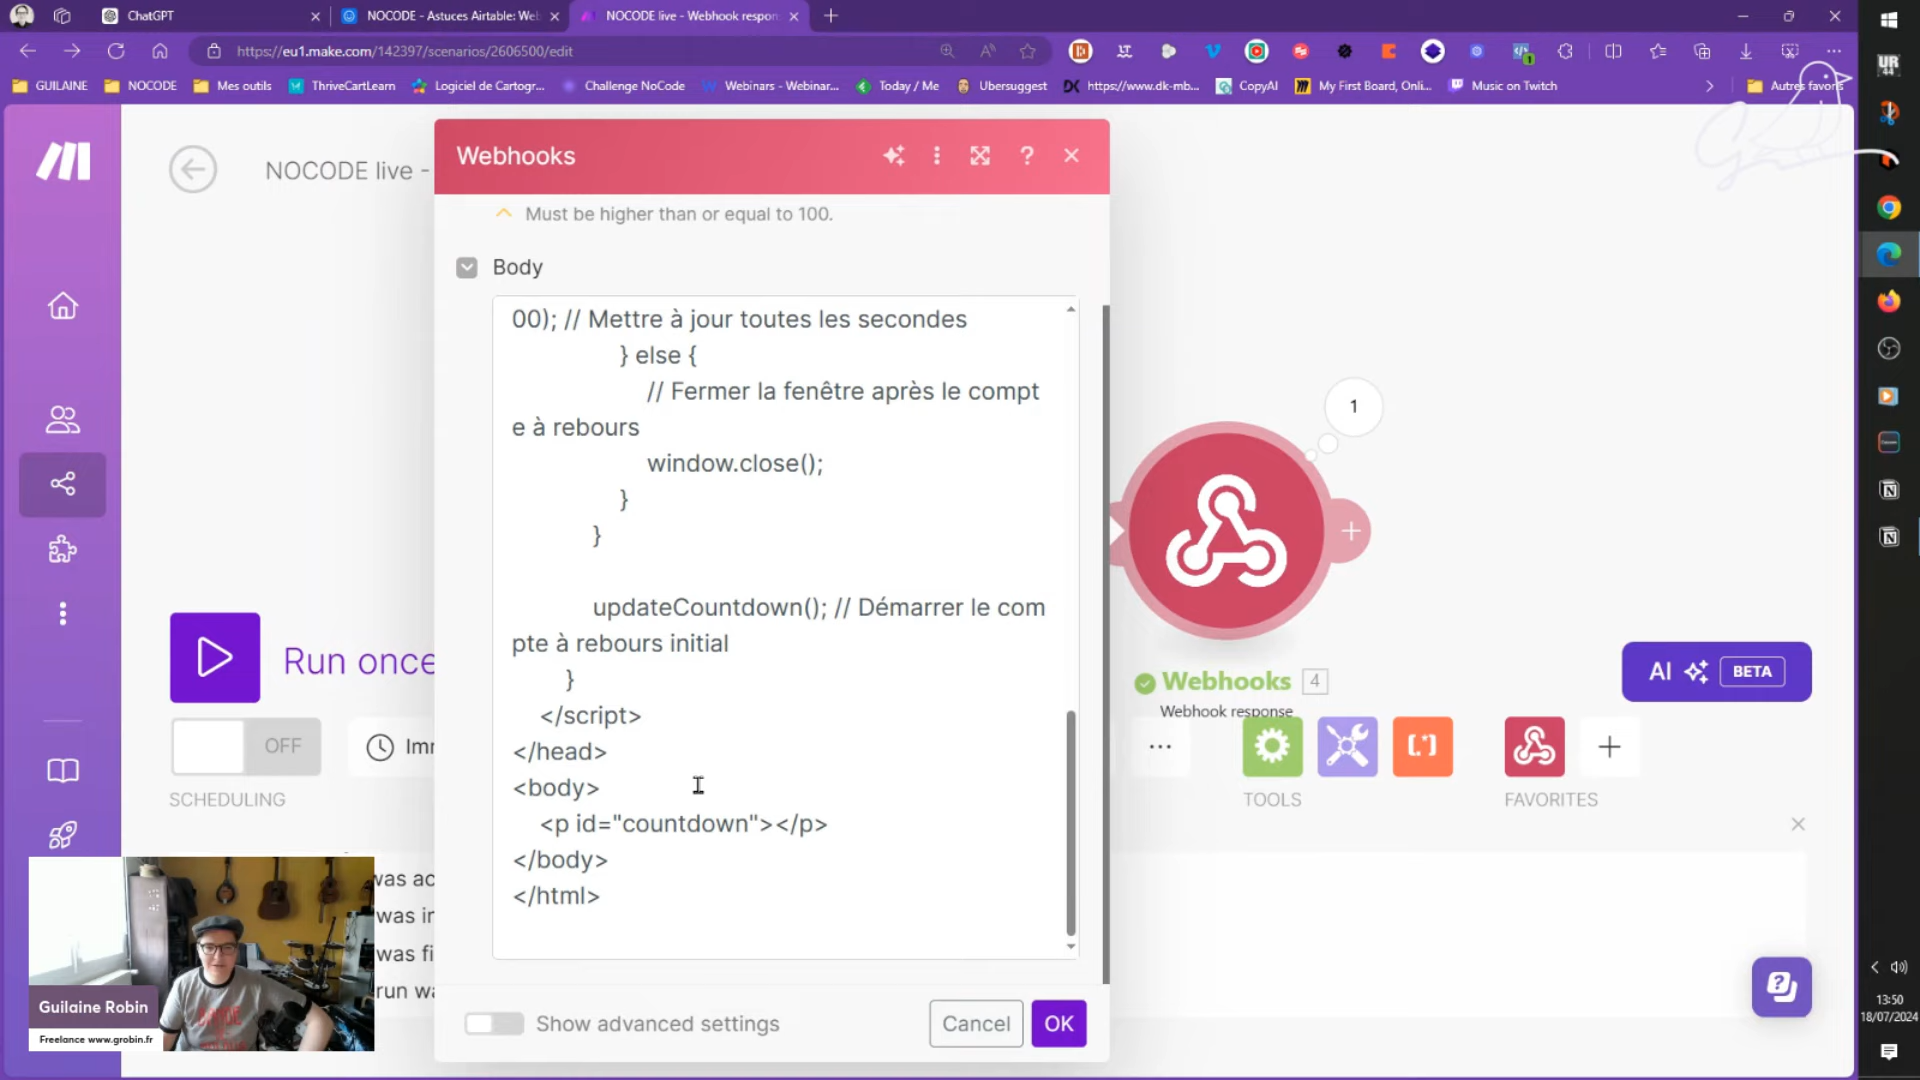 ChatGPT
NOCODE - Astuces Airtable: We
NOCODE live - Webhook respon
https://eu1.make.com/142397/scenarios/2606500/edit
GUILAINE
NOCODE
Mes outils
ThriveCartLearn
Logiciel de Cartogr...
Challenge NoCode
Webinars - Webinar...
Today / Me
Ubersuggest
https://www.dk-mb...
CopyAI
My First Board, Onli...
Music on Twitch
Autres favoris
UR
44
NOCODE live -
Webhooks
Must be higher than or equal to 100.
Body
00); // Mettre à jour toutes les secondes
} else {
// Fermer la fenêtre après le compt
e à rebours
window.close();
}
}
updateCountdown(); // Démarrer le com
pte à rebours initial
}
</script>
</head>
<body>
<p id="countdown"></p>
</body>
</html>
Show advanced settings
Cancel
OK
1
Webhooks 4
Webhook response
AI BETA
Run once
OFF
Imm
SCHEDULING
TOOLS
FAVORITES
was ac
was in
was fi
run wa
Guilaine Robin
Freelance www.grobin.fr
13:50
18/07/2024